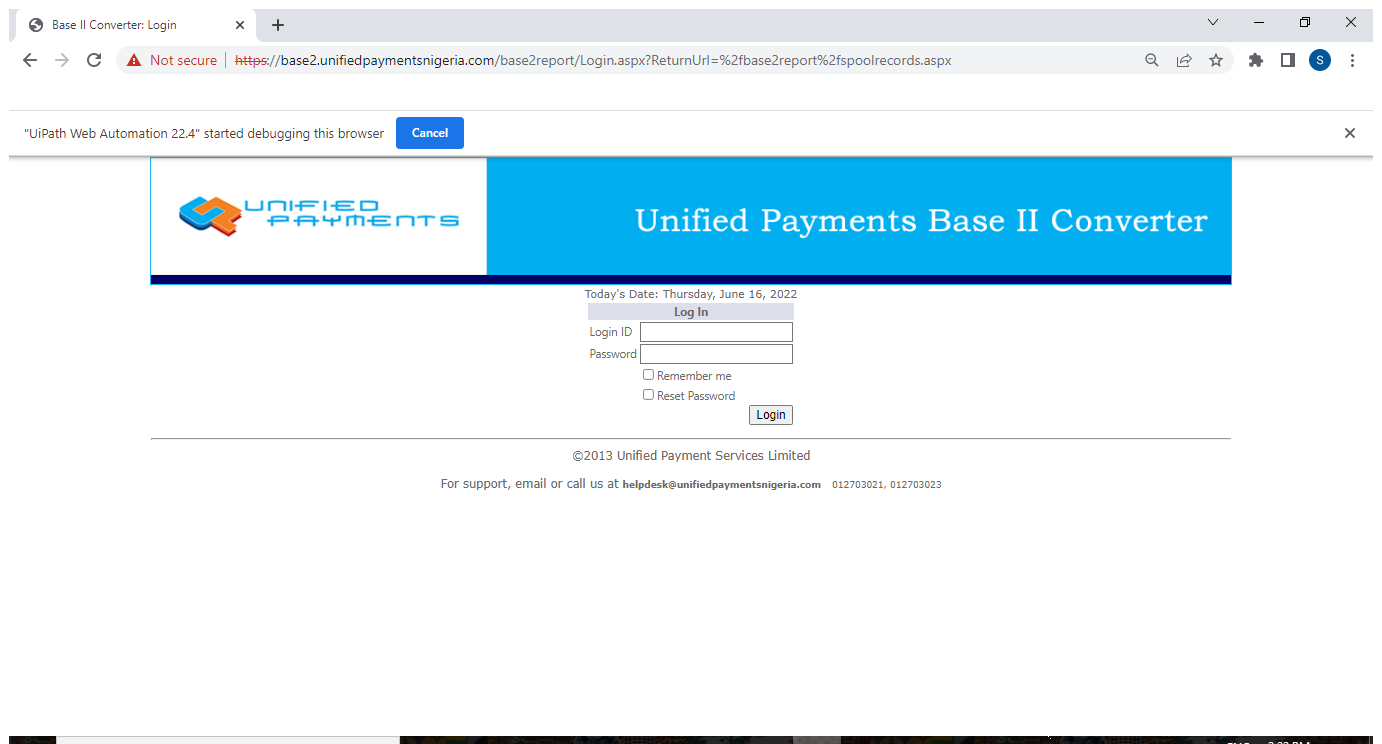 Base II Converter: Login
Not secure https://base2.unifiedpaymentsnigeria.com/base2report/Login.aspx?ReturnUrl=%2fbase2report%2fspoolrecords.aspx
S
"UiPath Web Automation 22.4" started debugging this browser Cancel
UNIFIED
PAYMENTS
Unified Payments Base II Converter
Today's Date: Thursday, June 16, 2022
Log In
Login ID
Password
Remember me
Reset Password
Login
©2013 Unified Payment Services Limited
For support, email or call us at helpdesk@unifiedpaymentsnigeria.com 012703021, 012703023